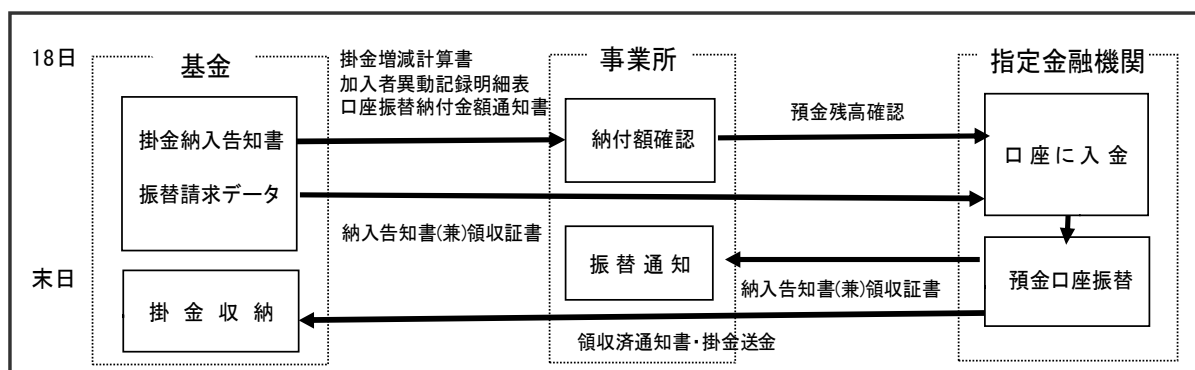 18日
基金
掛金増減計算書
加入者異動記録明細表
口座振替納付金額通知書
事業所
指定金融機関
掛金納入告知書
振替請求データ
納付額確認
預金残高確認
口座に入金
納入告知書(兼)領収証書
振替通知
預金口座振替
末日
掛金収納
納入告知書(兼)領収証書
領収済通知書・掛金送金